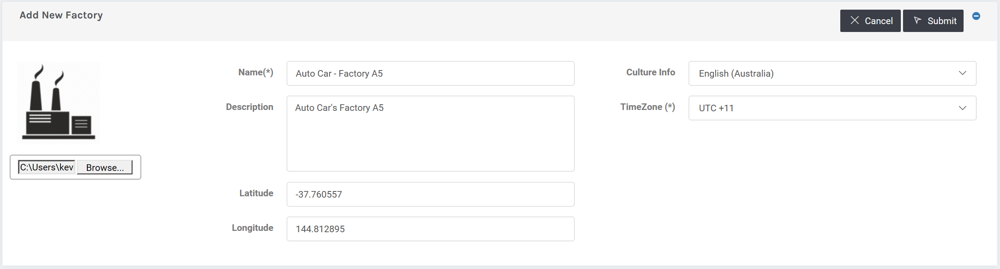 Add New Factory
Cancel
Submit
Name(*)
Auto Car - Factory A5
Culture Info
English (Australia)
Description
Auto Car's Factory A5
TimeZone (*)
UTC +11
C:\Users\kev
Browse...
Latitude
-37.760557
Longitude
144.812895